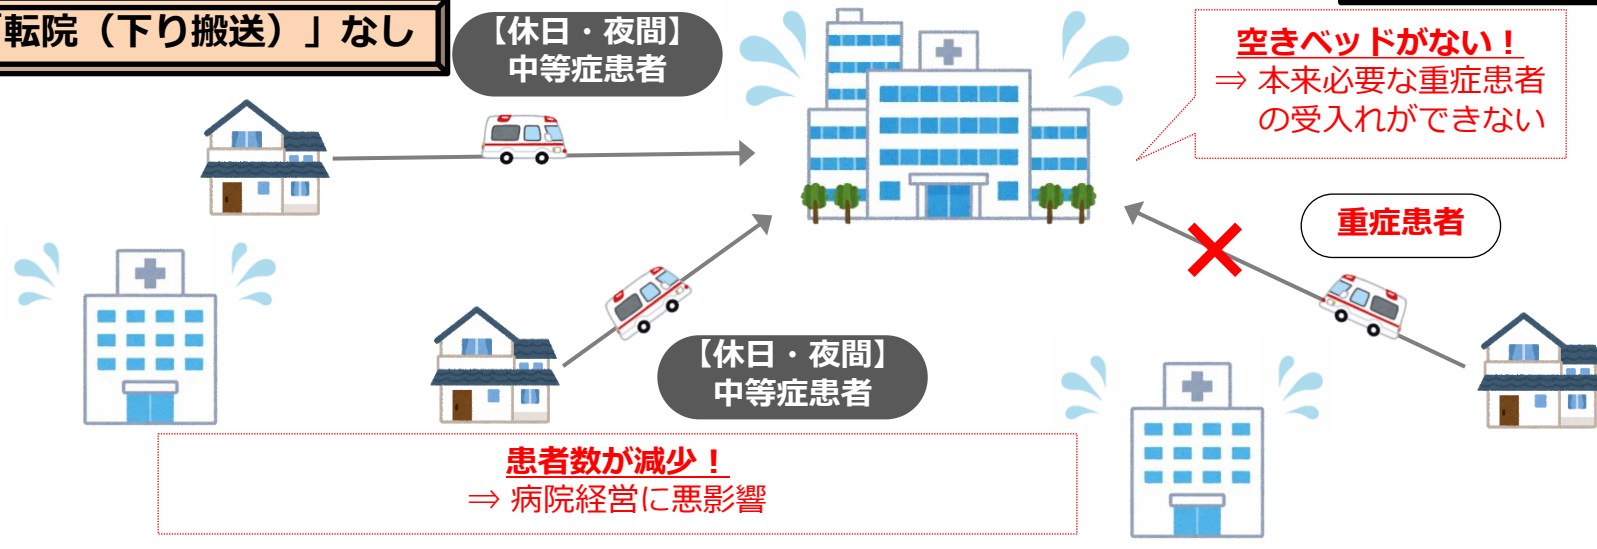 「転院（下り搬送）」なし
【休日・夜間】
中等症患者
空きベッドがない！
⇒ 本来必要な重症患者
の受入れができない
重症患者
【休日・夜間】
中等症患者
患者数が減少！
⇒ 病院経営に悪影響